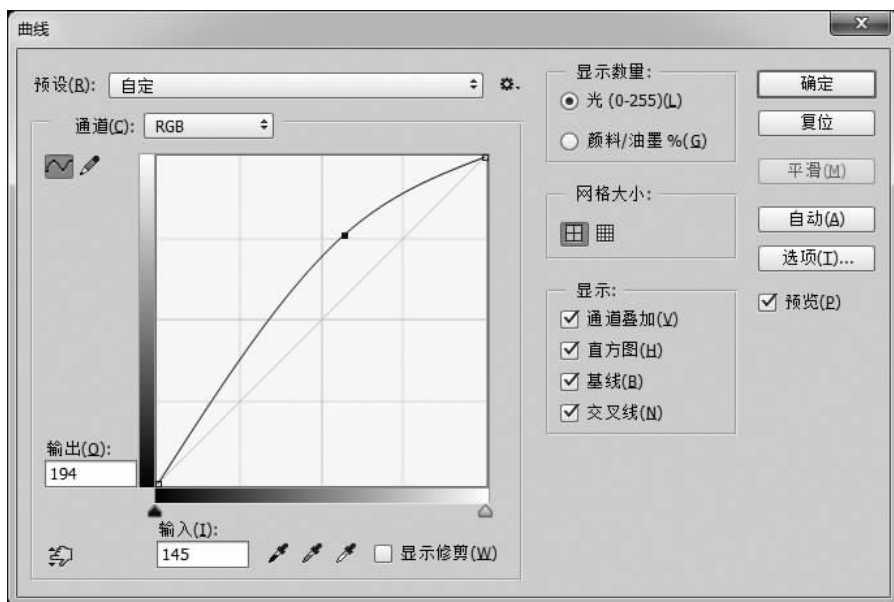 曲线
预设(R): 自定
通道(C): RGB
输出(O):
194
输入(I):
145
显示修剪(W)
显示数量:
光 (0-255)(L)
颜料/油墨 %(G)
网格大小:
显示:
通道叠加(V)
直方图(H)
基线(B)
交叉线(N)
确定
复位
平滑(M)
自动(A)
选项(T)...
预览(P)